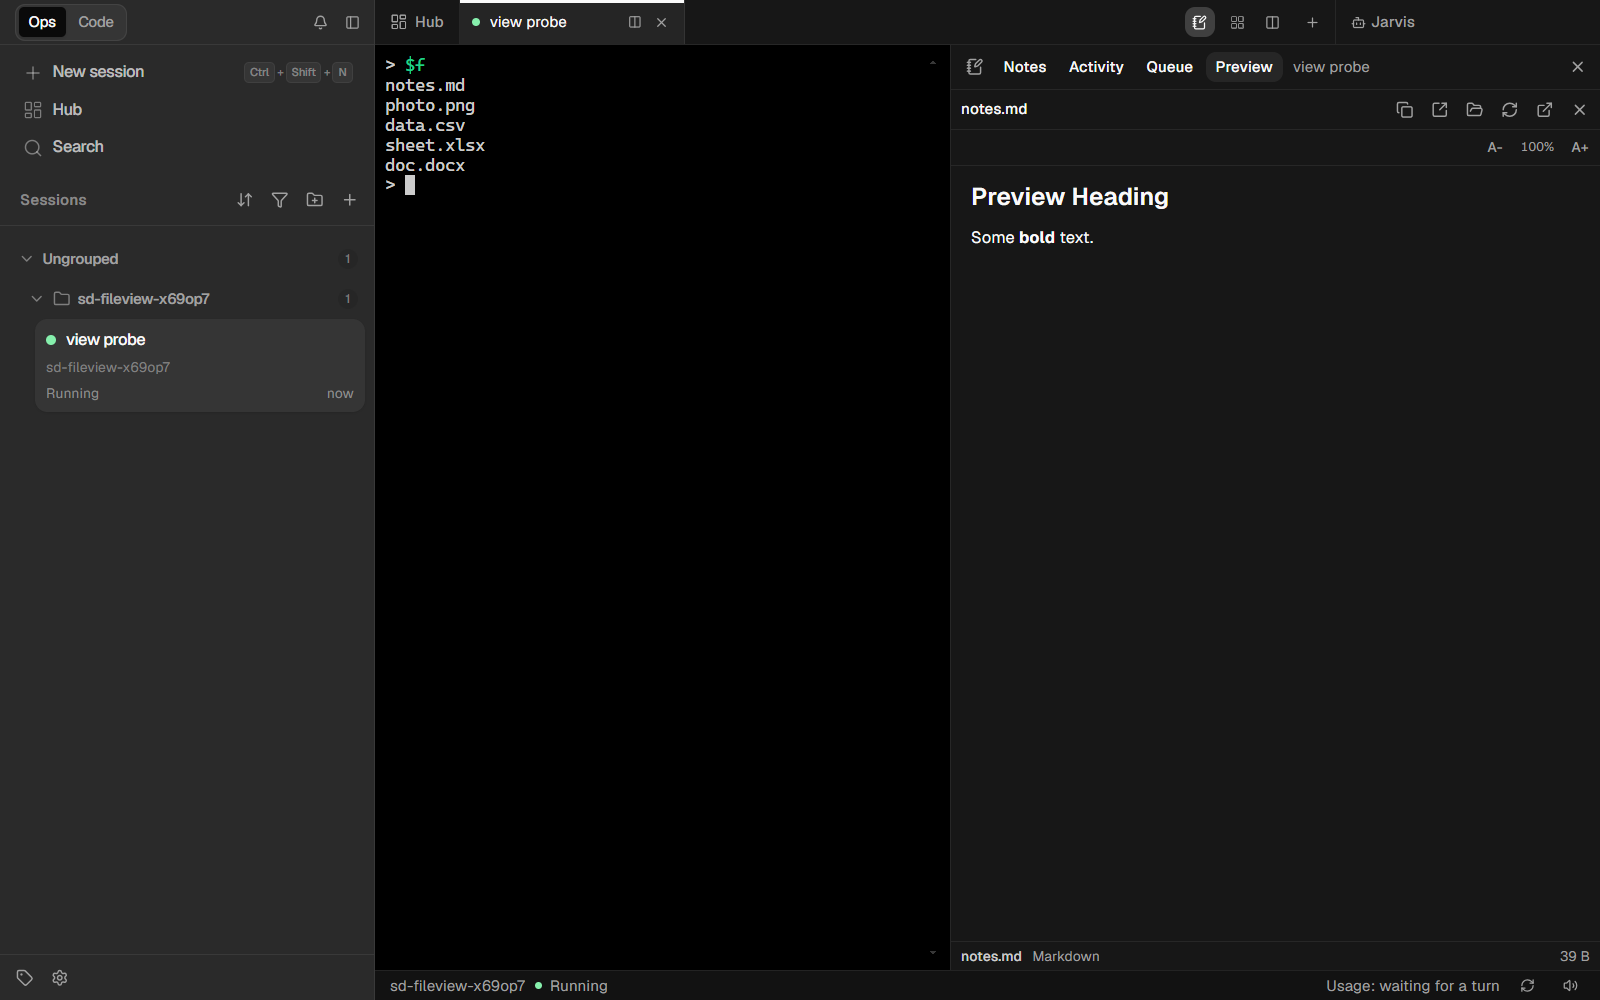 Ops Code
New session Ctrl + Shift + N
Hub
Search
Sessions
Ungrouped 1
sd-fileview-x69op7 1
view probe
sd-fileview-x69op7
Running now
Hub view probe
Jarvis
> $f
notes.md
photo.png
data.csv
sheet.xlsx
doc.docx
>
Notes Activity Queue Preview view probe
notes.md
A- 100% A+
Preview Heading
Some bold text.
notes.md Markdown 39 B
sd-fileview-x69op7 Running Usage: waiting for a turn